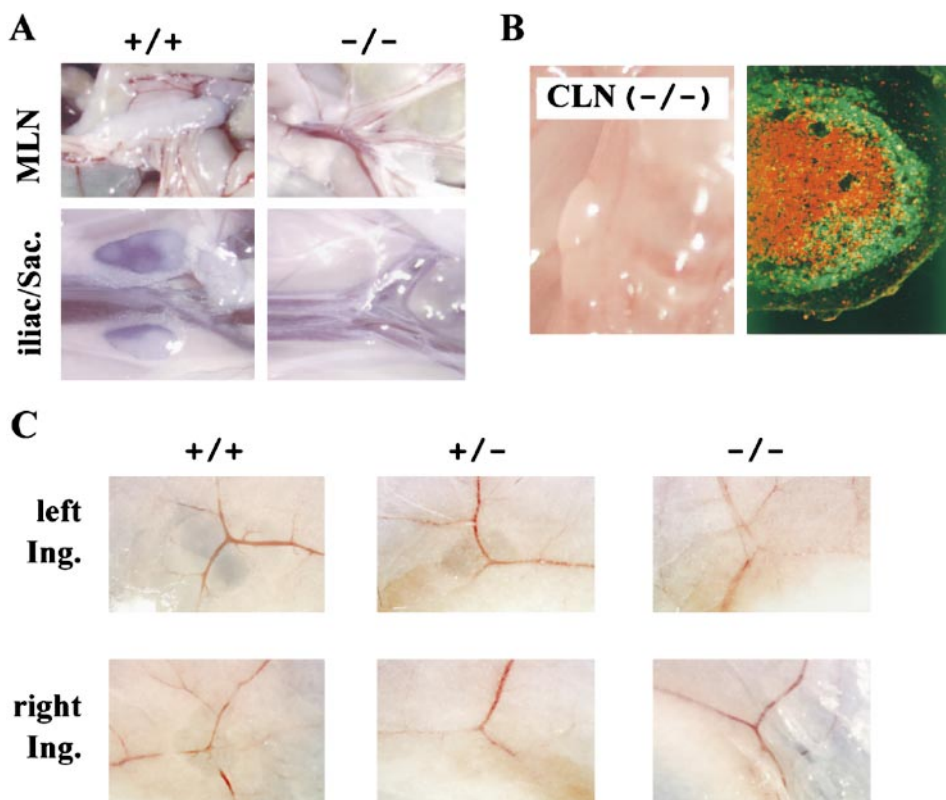 A
+/+
-/-
MLN
iliac/Sac.
B
CLN (-/-)
C
+/+
+/-
-/-
left
Ing.
right
Ing.